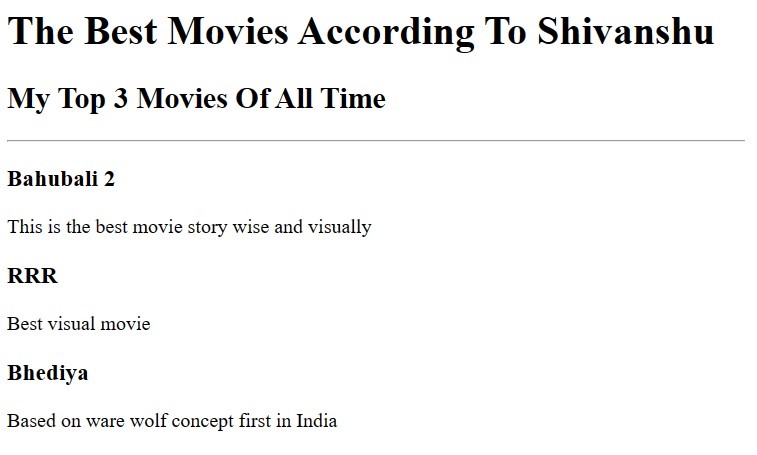 The Best Movies According To Shivanshu
My Top 3 Movies Of All Time
Bahubali 2
This is the best movie story wise and visually
RRR
Best visual movie
Bhediya
Based on ware wolf concept first in India